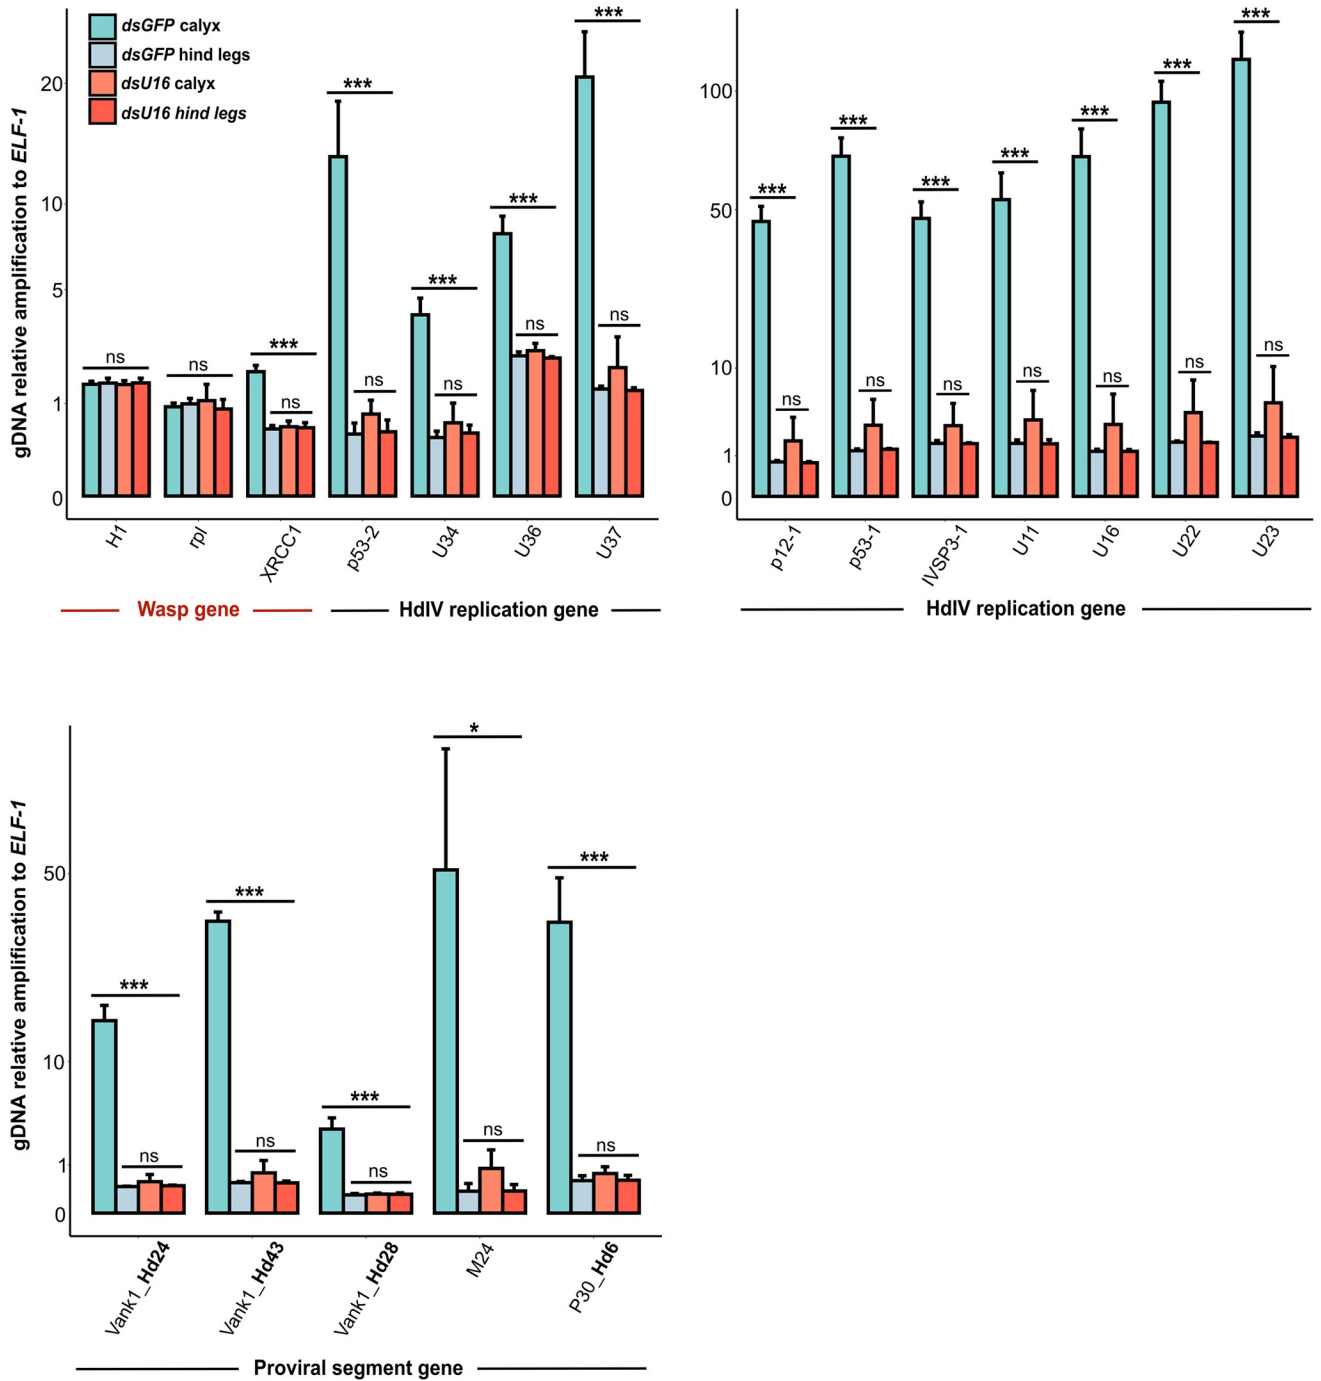 dsGFP calyx
dsGFP hind legs
dsU16 calyx
dsU16 hind legs
gDNA relative amplification to ELF-1
20
10
5
1
0
ns
ns
***
ns
***
ns
***
ns
***
ns
***
ns
H1
rpl
XRCC1
p53-2
U34
U36
U37
Wasp gene
HdIV replication gene
100
50
10
1
0
***
ns
***
ns
***
ns
***
ns
***
ns
***
ns
***
ns
p12-1
p53-1
IVSP3-1
U11
U16
U22
U23
HdIV replication gene
gDNA relative amplification to ELF-1
50
10
1
0
***
ns
***
ns
***
ns
*
ns
***
ns
Vank1_Hd24
Vank1_Hd43
Vank1_Hd28
M24
P30_Hd6
Proviral segment gene